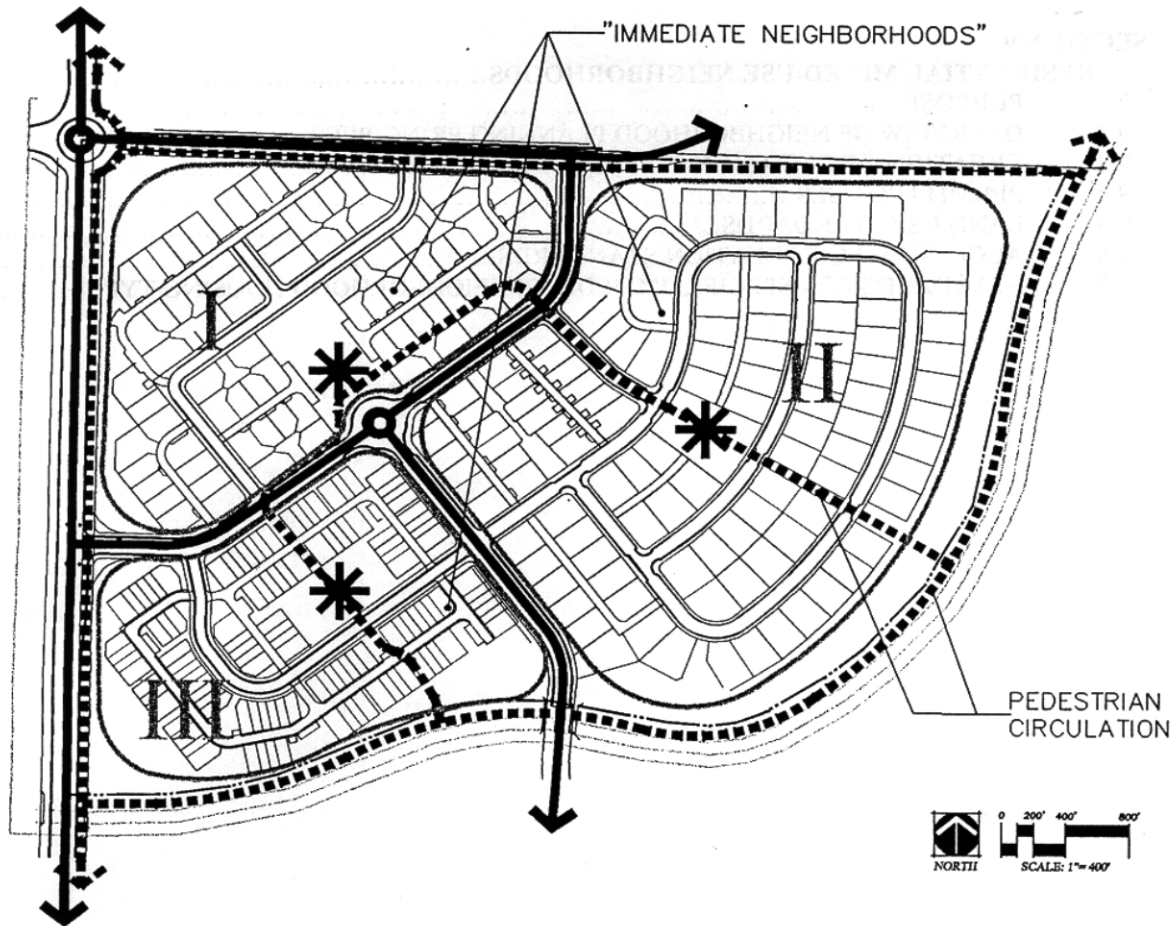 "IMMEDIATE NEIGHBORHOODS"
I
II
III
PEDESTRIAN
CIRCULATION
0 200' 400' 800'
NORTH
SCALE: 1"= 400'